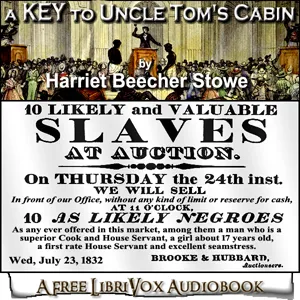 a KEY to UNCLE TOM'S CABIN
by
Harriet Beecher Stowe
10 LIKELY and VALUABLE
SLAVES
AT AUCTION.
On THURSDAY the 24th inst.
WE WILL SELL
In front of our Office, without any kind of limit or reserve for cash,
AT 11 O'CLOCK,
10 AS LIKELY NEGROES
As any ever offered in this market, among them a man who is a
superior Cook and House Servant, a girl about 17 years old,
a first rate House Servant and excellent seamstress.
Wed, July 23, 1832 BROOKE & HUBBARD,
Auctioneers.
A FREE LIBRIVOX AUDIOBOOK